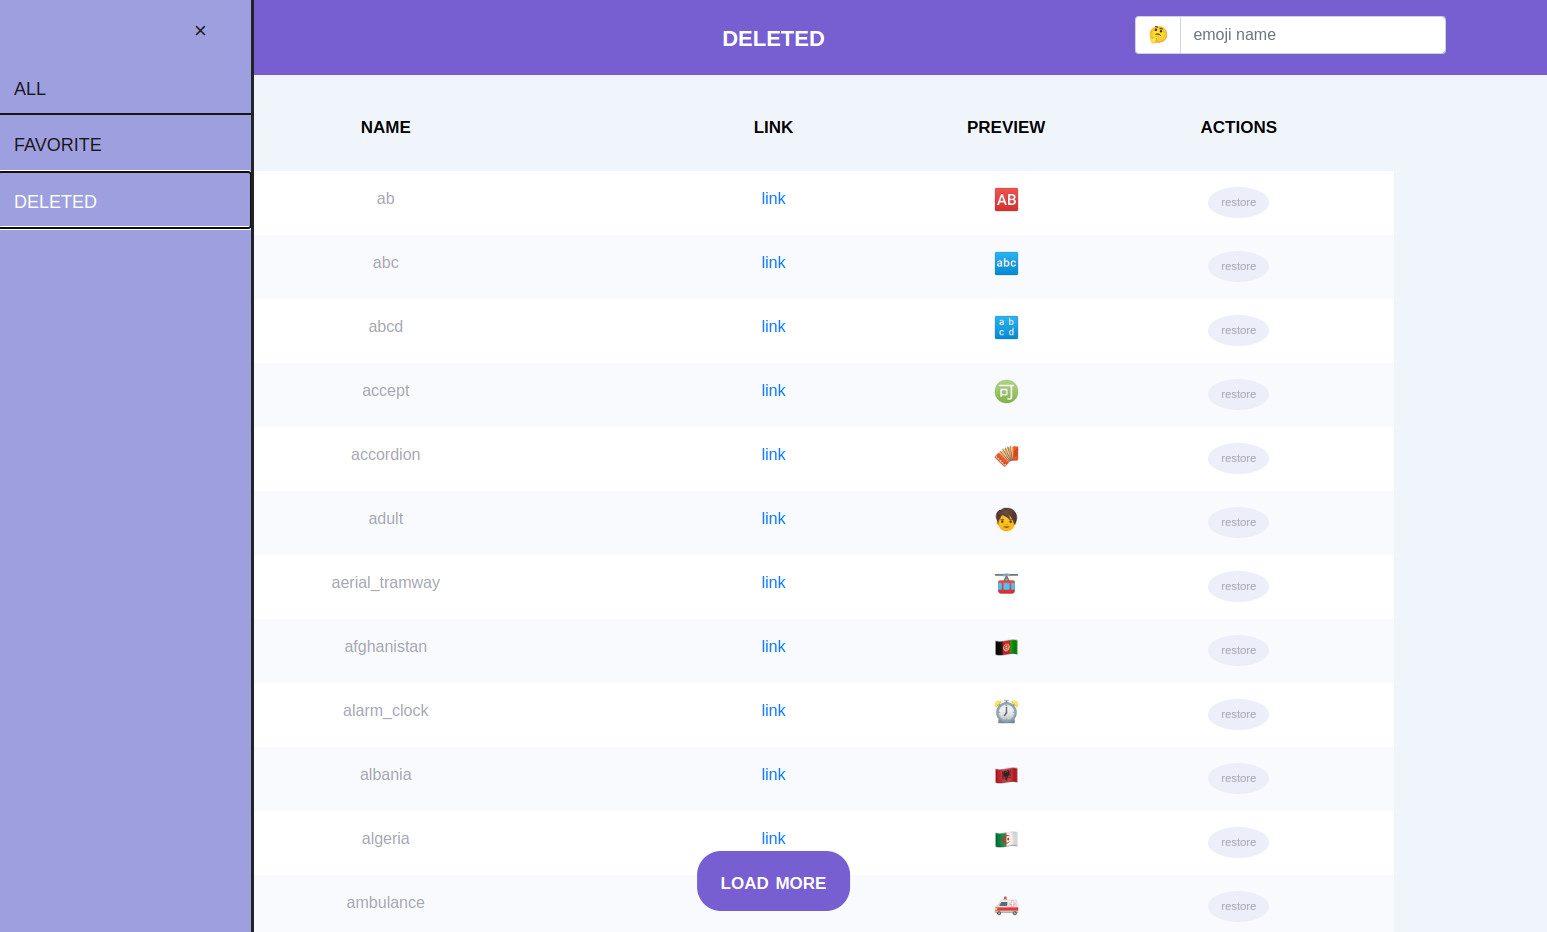 ×
ALL
FAVORITE
DELETED
DELETED
🤔 emoji name
NAME LINK PREVIEW ACTIONS
ab link AB restore
abc link abc restore
abcd link a b c d restore
accept link 可 restore
accordion link restore
adult link restore
aerial_tramway link restore
afghanistan link restore
alarm_clock link restore
albania link restore
algeria link restore
LOAD MORE
ambulance restore